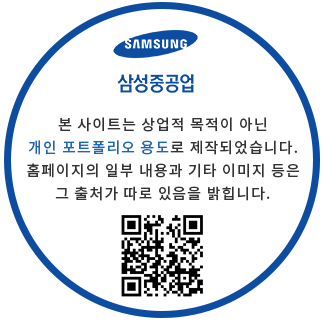 SAMSUNG
삼성중공업
본 사이트는 상업적 목적이 아닌
개인 포트폴리오 용도로 제작되었습니다.
홈페이지의 일부 내용과 기타 이미지 등은
그 출처가 따로 있음을 밝힙니다.